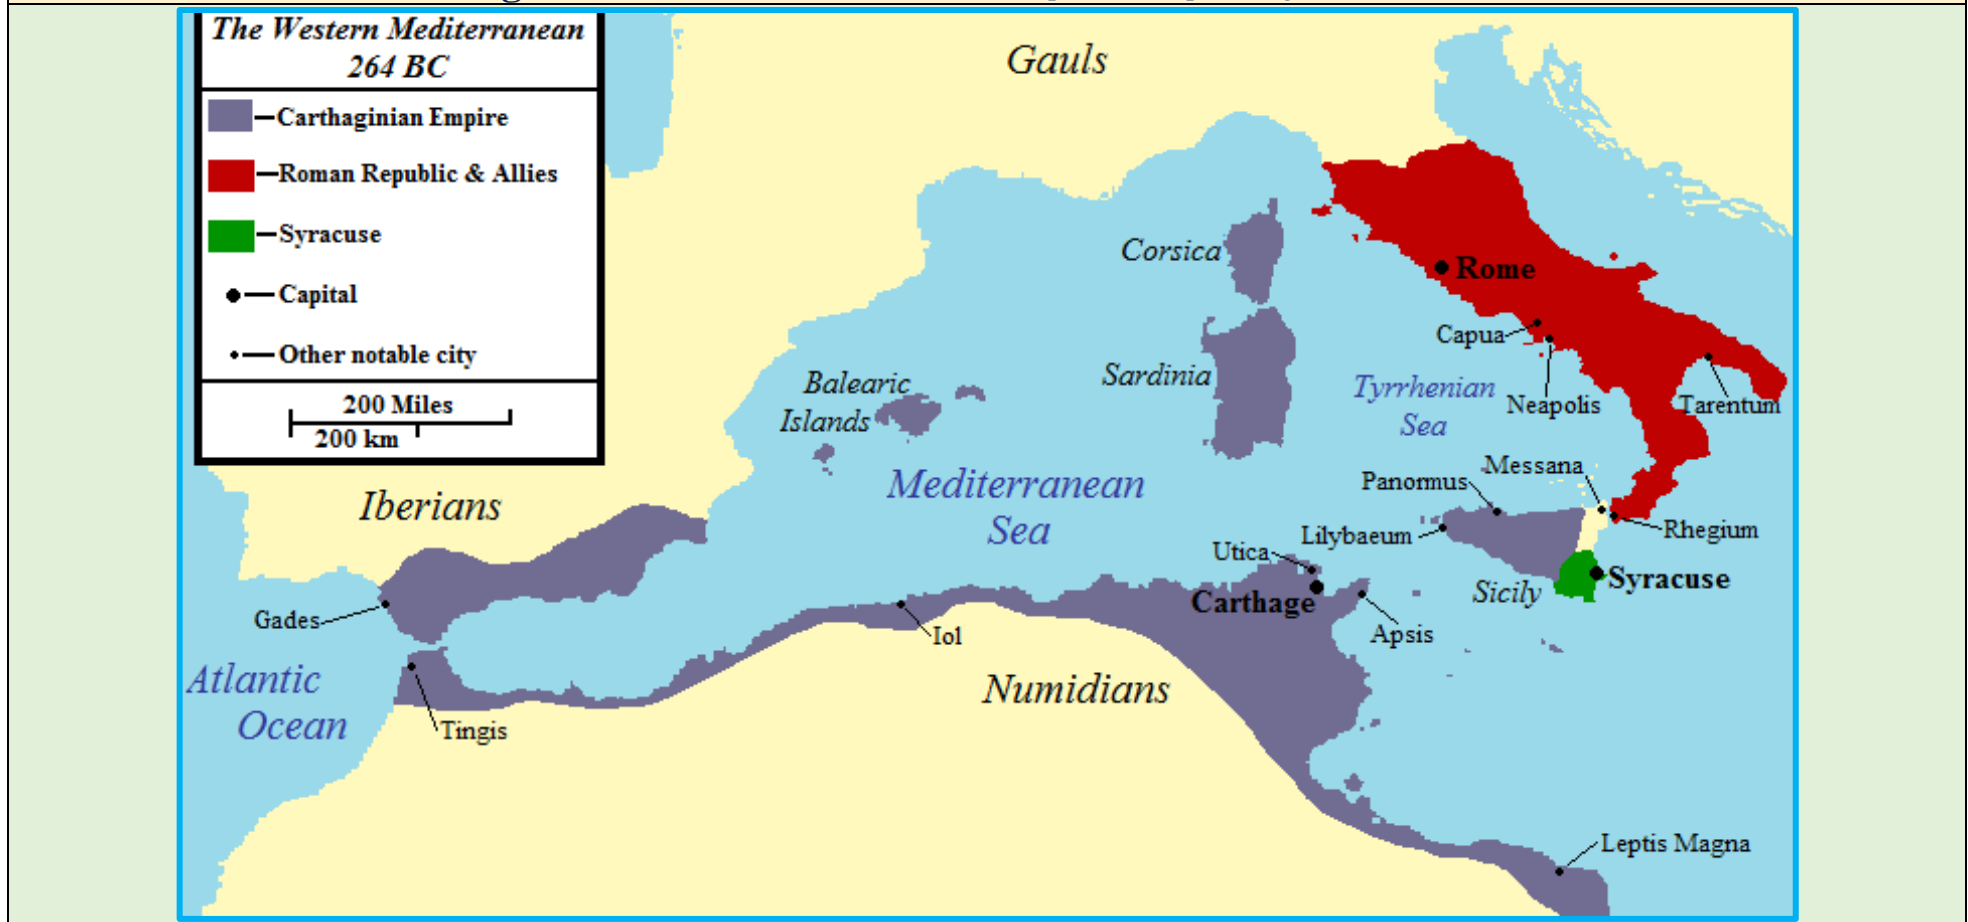 The Western Mediterranean
264 BC
Carthaginian Empire
Roman Republic & Allies
Syracuse
Capital
Other notable city
200 Miles
200 km
Gauls
Corsica
Rome
Capua
Sardinia
Balearic
Islands
Tyrrhenian
Sea
Neapolis
Tarentum
Messana
Panormus
Mediterranean
Sea
Iberians
Lilybaeum
Rhegium
Utica
Syracuse
Sicily
Carthage
Gades
Iol
Apsis
Atlantic
Ocean
Numidians
Tingis
Leptis Magna